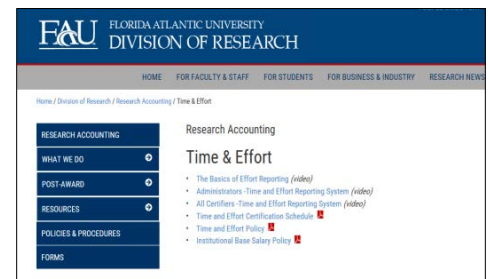 FAU
FLORIDA ATLANTIC UNIVERSITY
DIVISION OF RESEARCH
HOME FOR FACULTY & STAFF FOR STUDENTS FOR BUSINESS & INDUSTRY RESEARCH NEWS
Home / Division of Research / Research Accounting / Time & Effort
RESEARCH ACCOUNTING
WHAT WE DO
POST-AWARD
RESOURCES
POLICIES & PROCEDURES
FORMS
Research Accounting
Time & Effort
• The Basics of Effort Reporting (video)
• Administrators -Time and Effort Reporting System (video)
• All Certifiers -Time and Effort Reporting System (video)
• Time and Effort Certification Schedule
• Time and Effort Policy
• Institutional Base Salary Policy